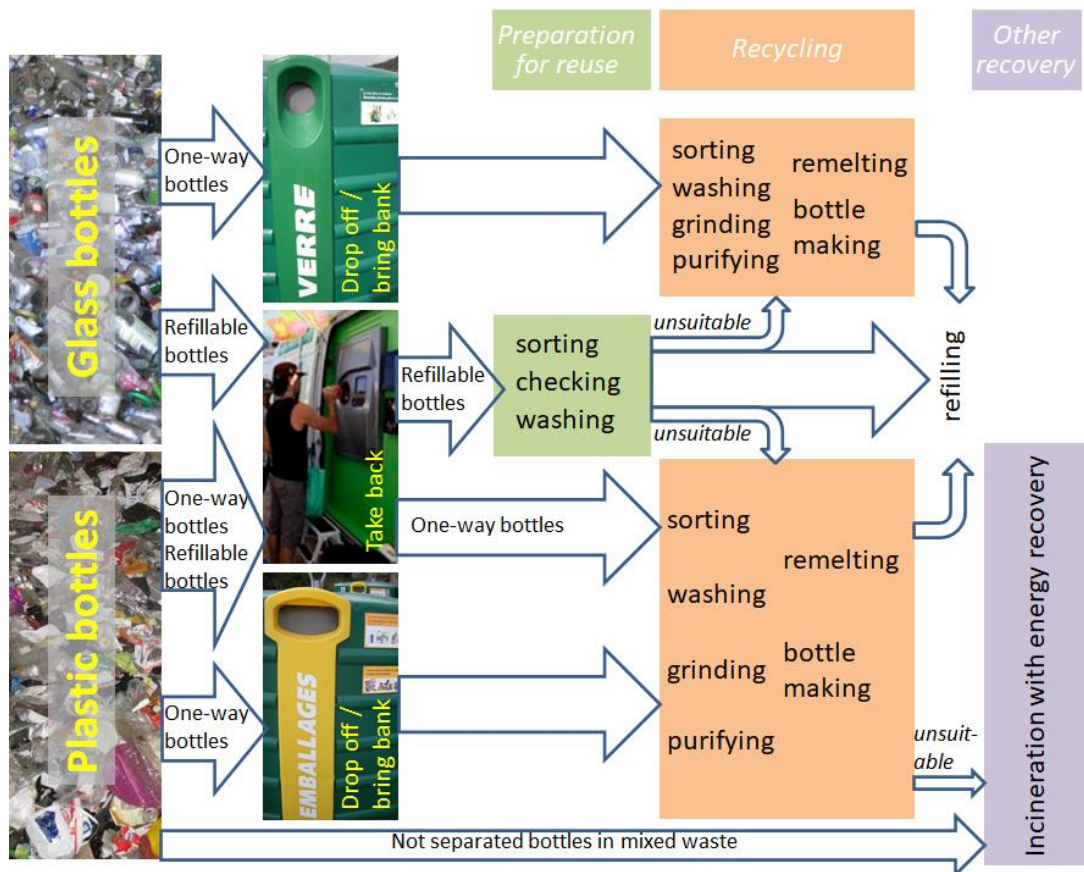 Preparation
for reuse
Recycling
Other
recovery
Glass bottles
One-way
bottles
VERRE
Drop off /
bring bank
sorting
washing
grinding
purifying
remelting
bottle
making
Refillable
bottles
Take back
Refillable
bottles
sorting
checking
washing
unsuitable
unsuitable
refilling
Plastic bottles
One-way
bottles
Refillable
bottles
One-way bottles
sorting
washing
grinding
purifying
remelting
bottle
making
One-way
bottles
EMBALLAGES
Drop off /
bring bank
unsuit-
able
Incineration with energy recovery
Not separated bottles in mixed waste